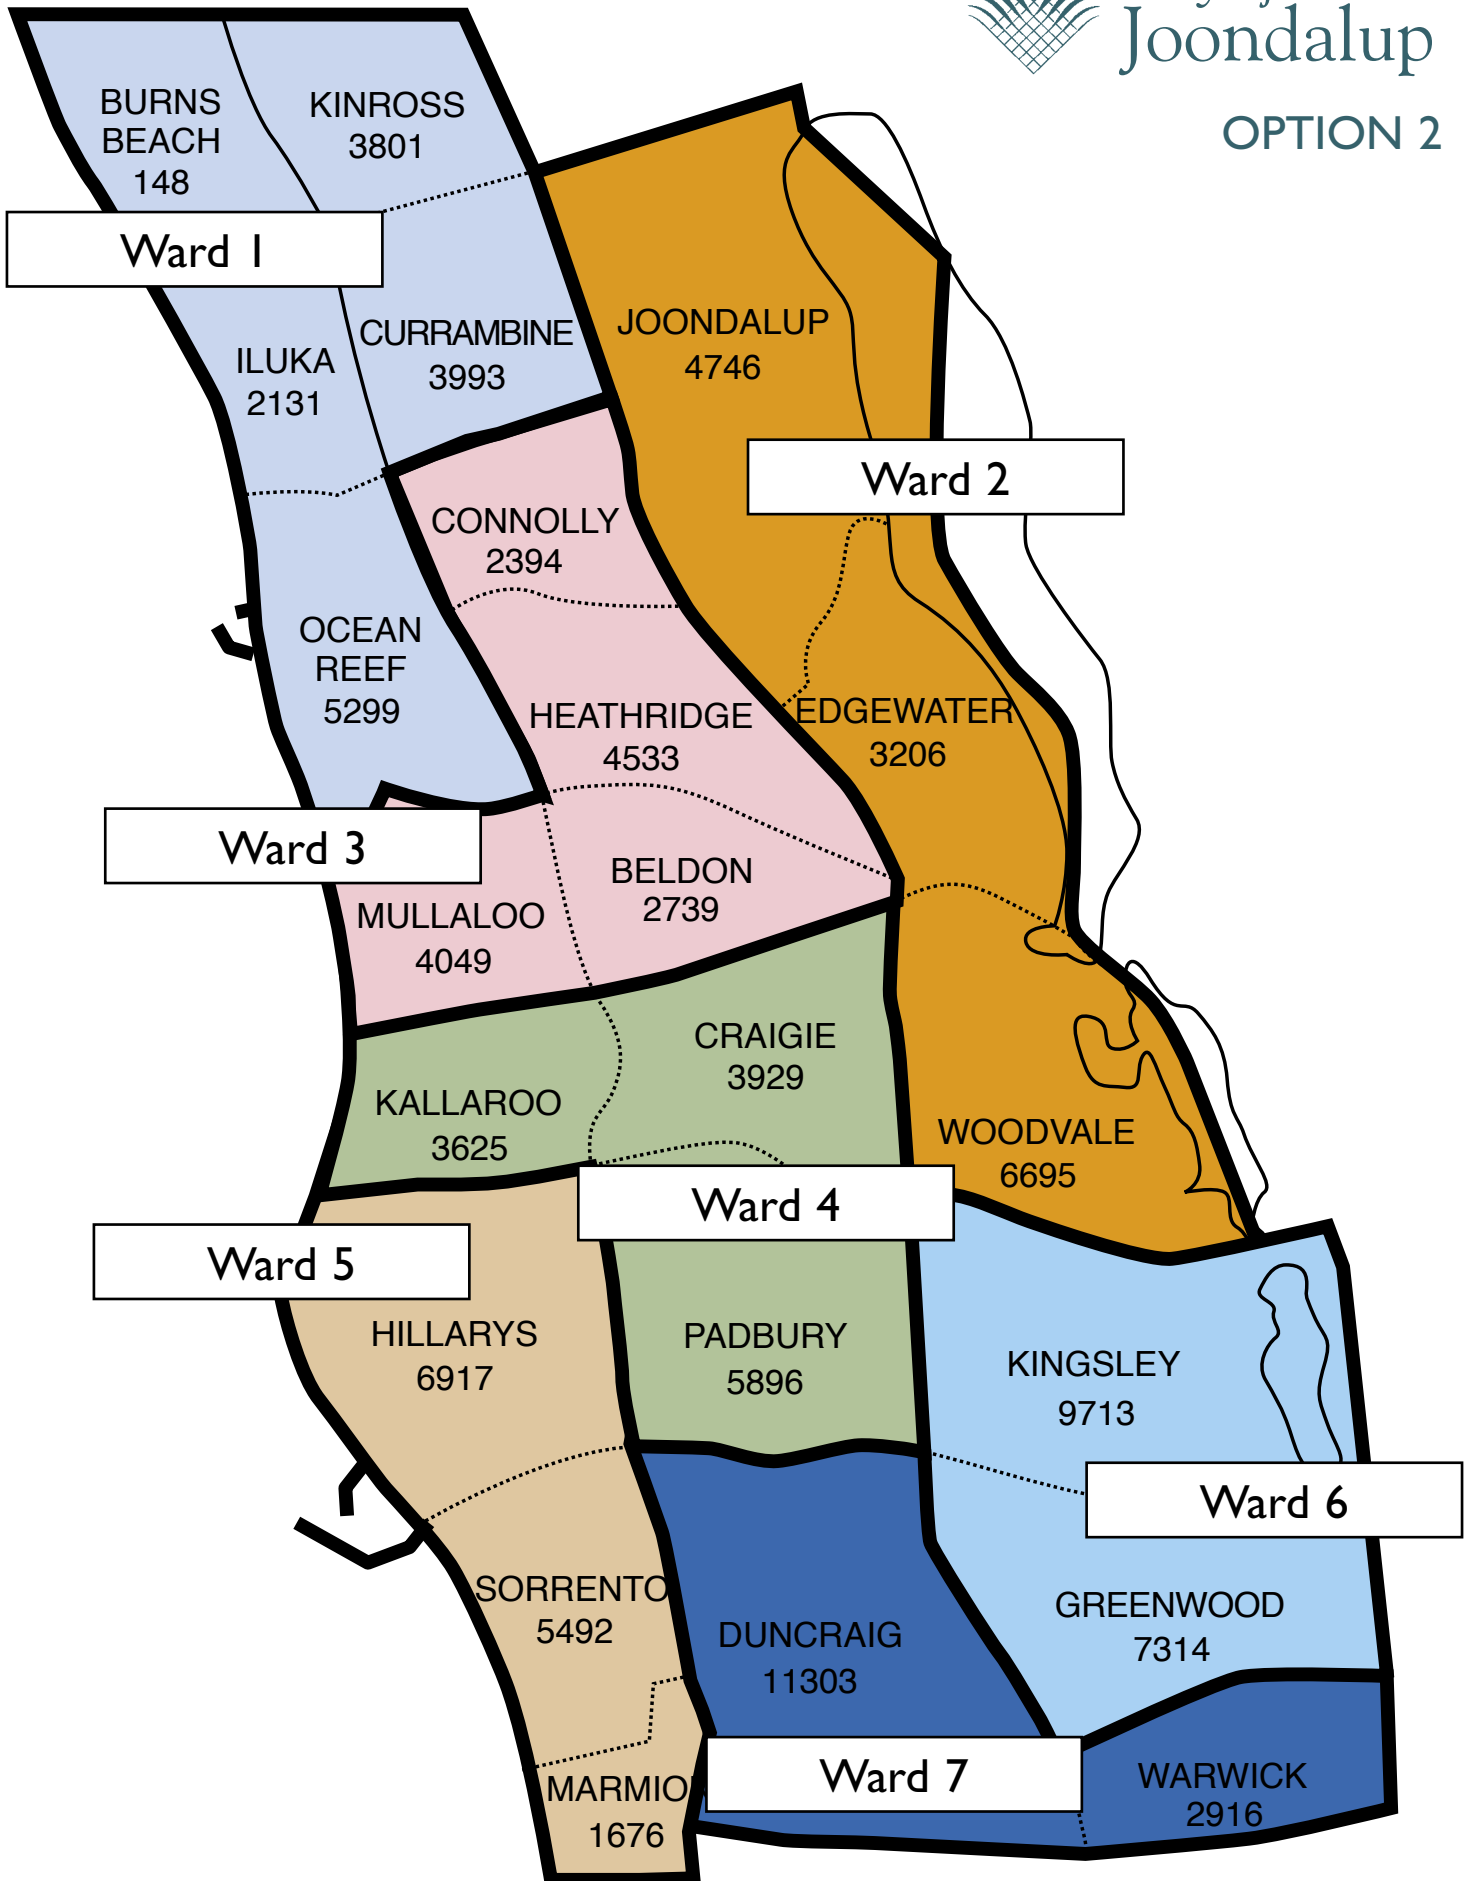 Joondalup
OPTION 2
BURNS
BEACH
148
KINROSS
3801
Ward 1
ILUKA
2131
CURRAMBINE
3993
JOONDALUP
4746
Ward 2
CONNOLLY
2394
OCEAN
REEF
5299
HEATHRIDGE
4533
EDGEWATER
3206
Ward 3
MULLALOO
4049
BELDON
2739
CRAIGIE
3929
KALLAROO
3625
WOODVALE
6695
Ward 4
Ward 5
HILLARYS
6917
PADBURY
5896
KINGSLEY
9713
Ward 6
SORRENTO
5492
DUNCRAIG
11303
GREENWOOD
7314
Ward 7
MARMIO
1676
WARWICK
2916